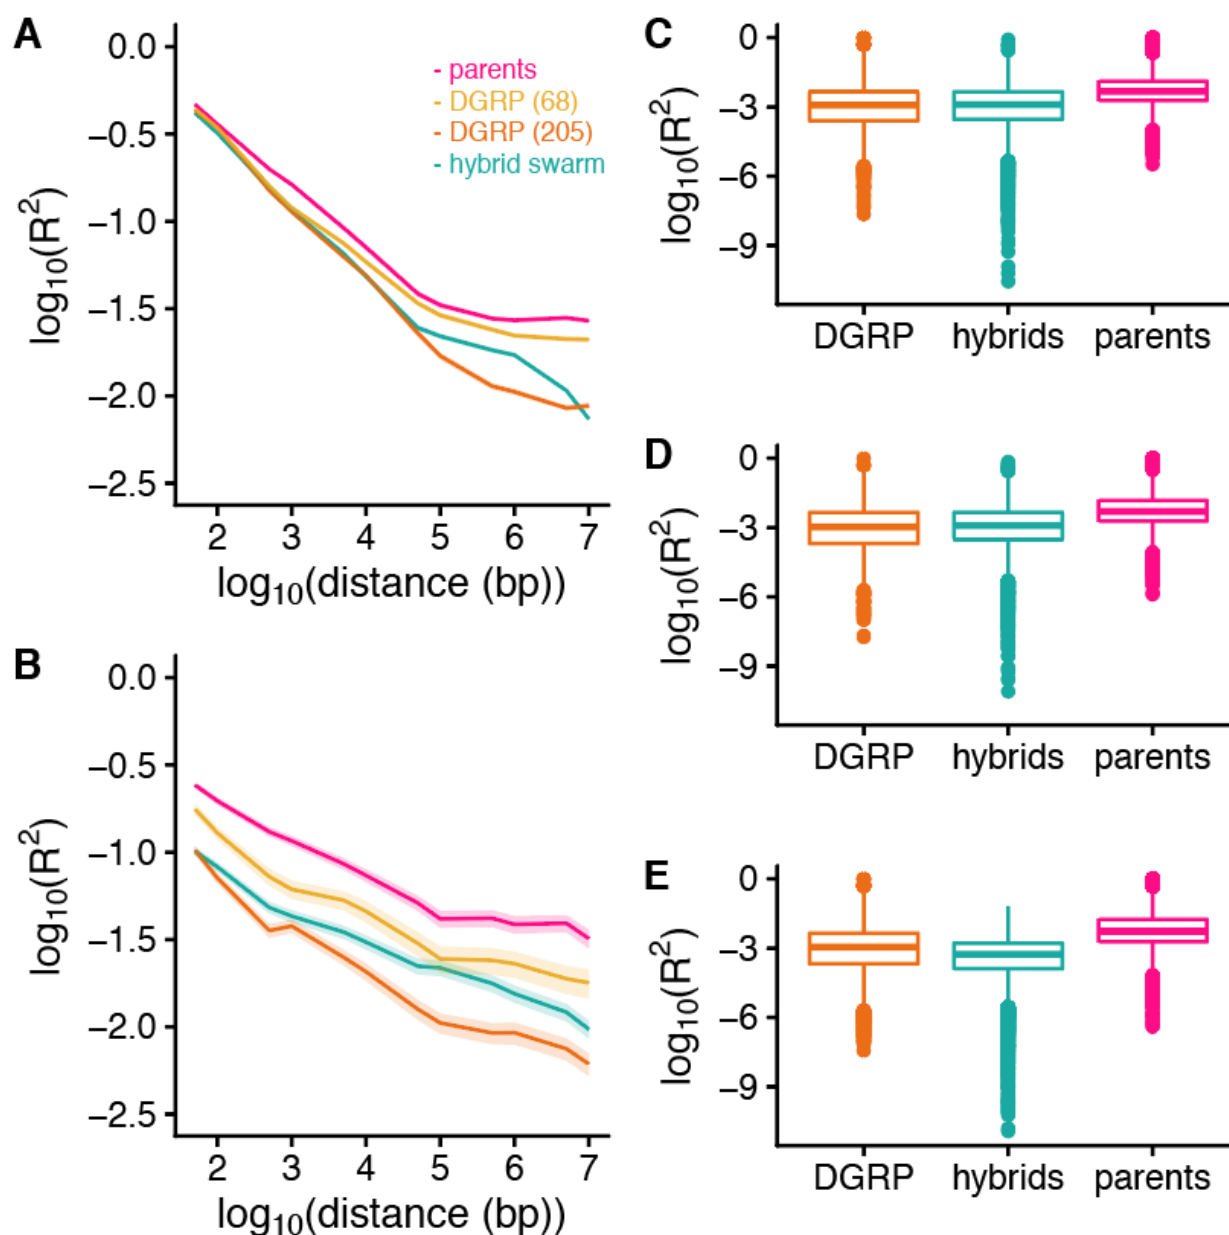 A
0.0
−0.5
−1.0
−1.5
−2.0
−2.5
log10(R2)
- parents
- DGRP (68)
- DGRP (205)
- hybrid swarm
2 3 4 5 6 7
log10(distance (bp))
B
0.0
−0.5
−1.0
−1.5
−2.0
−2.5
log10(R2)
2 3 4 5 6 7
log10(distance (bp))
C
0
−3
−6
−9
log10(R2)
DGRP hybrids parents
D
0
−3
−6
−9
log10(R2)
DGRP hybrids parents
E
0
−3
−6
−9
log10(R2)
DGRP hybrids parents